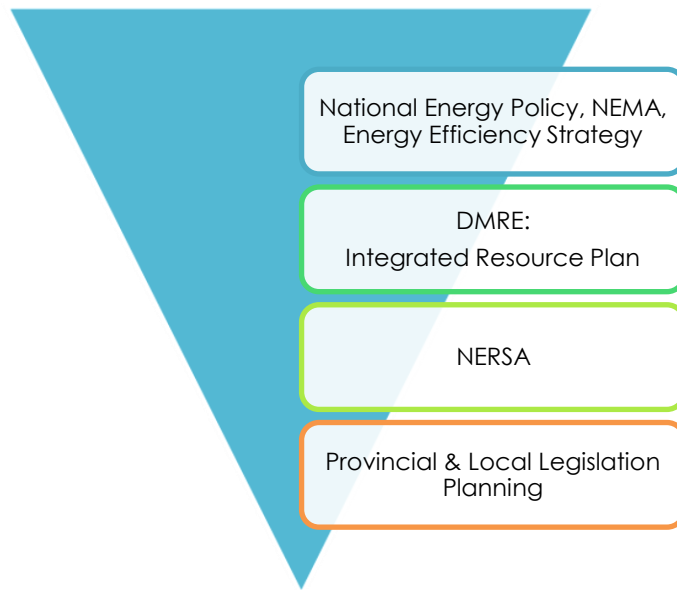 National Energy Policy, NEMA,
Energy Efficiency Strategy
DMRE:
Integrated Resource Plan
NERSA
Provincial & Local Legislation
Planning